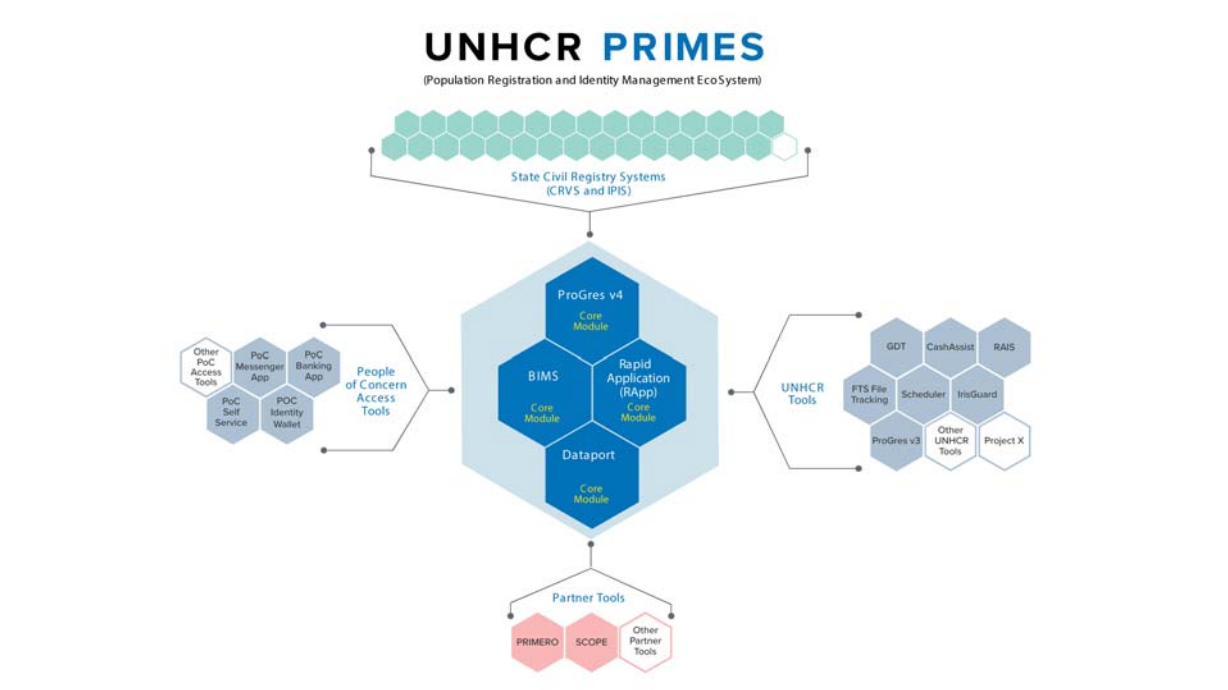 UNHCR PRIMES
(Population Registration and Identity Management EcoSystem)
State Civil Registry Systems
(CRVS and IPIS)
ProGres v4
Core
Module
BIMS
Core
Module
Rapid
Application
(RApp)
Core
Module
Dataport
Core
Module
Other
PoC
Access
Tools
PoC
Messenger
App
PoC
Banking
App
PoC
Self
Service
POC
Identity
Wallet
People
of Concern
Access
Tools
UNHCR
Tools
GDT
CashAssist
RAIS
FTS File
Tracking
Scheduler
IrisGuard
ProGres v3
Other
UNHCR
Tools
Project X
Partner Tools
PRIMERO
SCOPE
Other
Partner
Tools